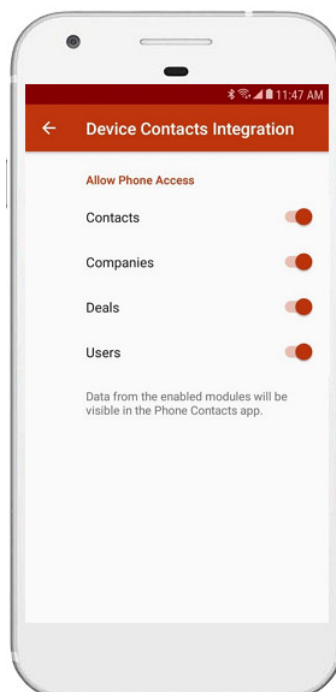 11:47 AM
Device Contacts Integration
Allow Phone Access
Contacts
Companies
Deals
Users
Data from the enabled modules will be
visible in the Phone Contacts app.